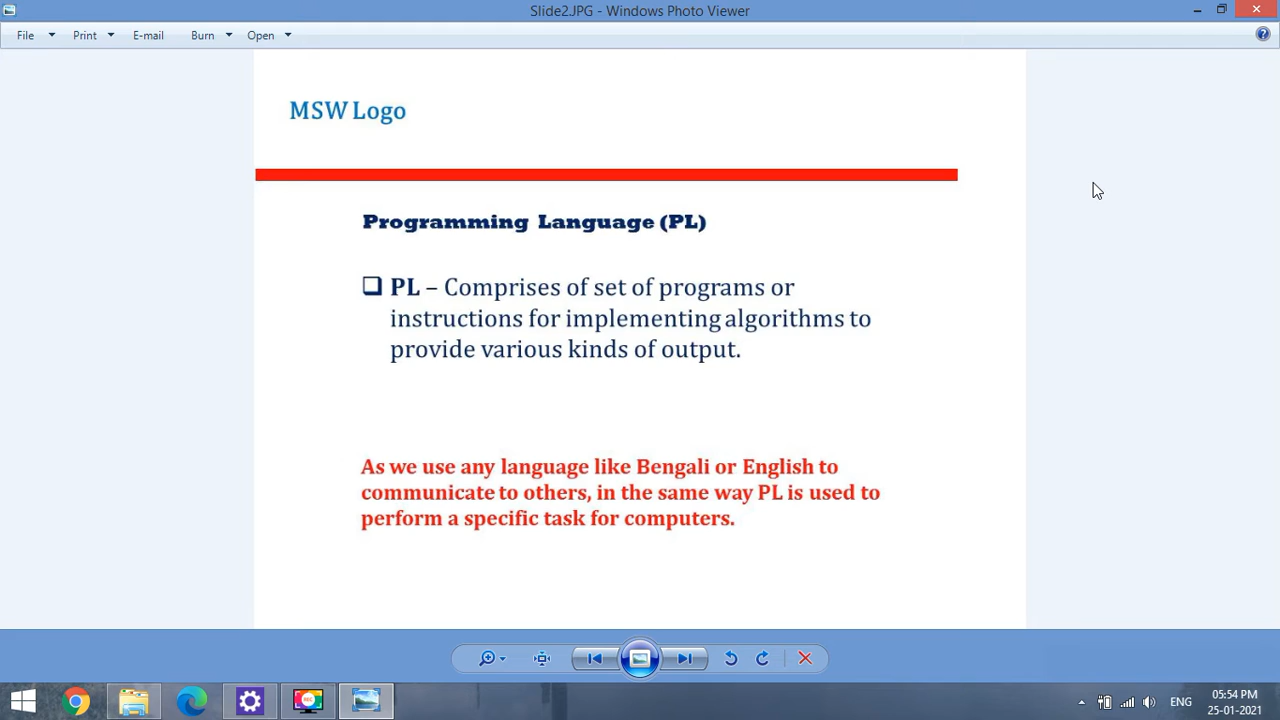 Slide2.JPG - Windows Photo Viewer
File Print E-mail Burn Open
MSW Logo
Programming Language (PL)
PL – Comprises of set of programs or
instructions for implementing algorithms to
provide various kinds of output.
As we use any language like Bengali or English to
communicate to others, in the same way PL is used to
perform a specific task for computers.
ENG
05:54 PM
25-01-2021